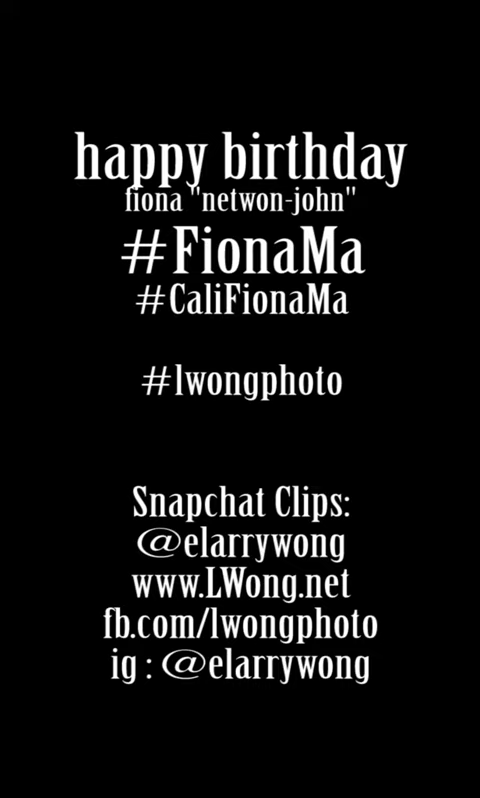 happy birthday
fiona "netwon-john"
#FionaMa
#CaliFionaMa
#lwongphoto
Snapchat Clips:
@elarrywong
www.LWong.net
fb.com/lwongphoto
ig : @elarrywong